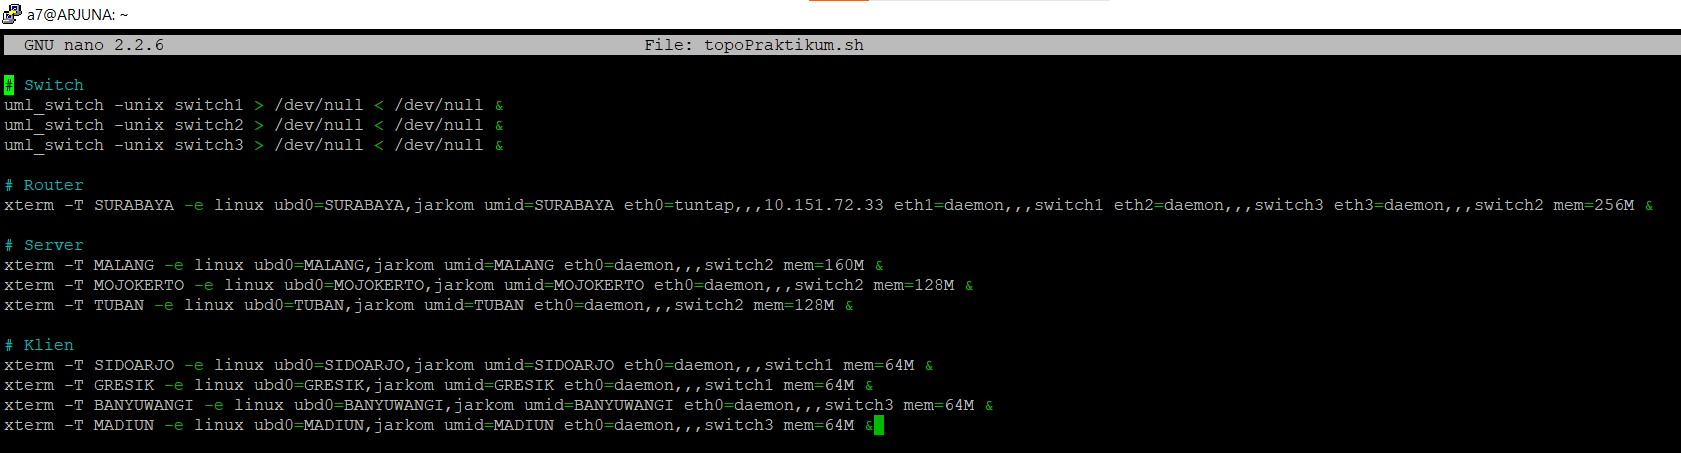 a7@ARJUNA: ~
GNU nano 2.2.6 File: topoPraktikum.sh
# Switch
uml_switch -unix switch1 > /dev/null < /dev/null &
uml_switch -unix switch2 > /dev/null < /dev/null &
uml_switch -unix switch3 > /dev/null < /dev/null &
# Router
xterm -T SURABAYA -e linux ubd0=SURABAYA,jarkom umid=SURABAYA eth0=tuntap,,,10.151.72.33 eth1=daemon,,,switch1 eth2=daemon,,,switch3 eth3=daemon,,,switch2 mem=256M &
# Server
xterm -T MALANG -e linux ubd0=MALANG,jarkom umid=MALANG eth0=daemon,,,switch2 mem=160M &
xterm -T MOJOKERTO -e linux ubd0=MOJOKERTO,jarkom umid=MOJOKERTO eth0=daemon,,,switch2 mem=128M &
xterm -T TUBAN -e linux ubd0=TUBAN,jarkom umid=TUBAN eth0=daemon,,,switch2 mem=128M &
# Klien
xterm -T SIDOARJO -e linux ubd0=SIDOARJO,jarkom umid=SIDOARJO eth0=daemon,,,switch1 mem=64M &
xterm -T GRESIK -e linux ubd0=GRESIK,jarkom umid=GRESIK eth0=daemon,,,switch1 mem=64M &
xterm -T BANYUWANGI -e linux ubd0=BANYUWANGI,jarkom umid=BANYUWANGI eth0=daemon,,,switch3 mem=64M &
xterm -T MADIUN -e linux ubd0=MADIUN,jarkom umid=MADIUN eth0=daemon,,,switch3 mem=64M &